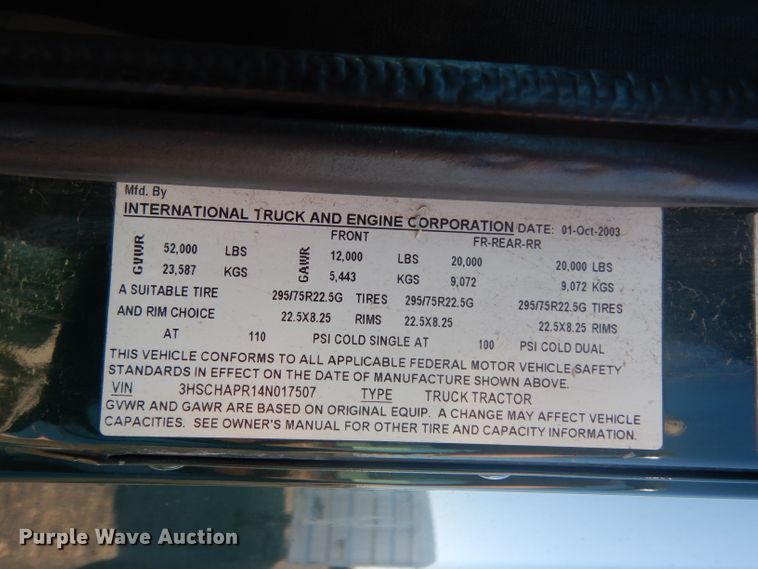 Mfd. By
INTERNATIONAL TRUCK AND ENGINE CORPORATION DATE: 01-Oct-2003
FRONT FR-REAR-RR
GVWR 52,000 LBS GAWR 12,000 LBS 20,000 20,000 LBS
23,587 KGS 5,443 KGS 9,072 9,072 KGS
A SUITABLE TIRE 295/75R22.5G TIRES 295/75R22.5G 295/75R22.5G TIRES
AND RIM CHOICE 22.5X8.25 RIMS 22.5X8.25 22.5X8.25 RIMS
AT 110 PSI COLD SINGLE AT 100 PSI COLD DUAL
THIS VEHICLE CONFORMS TO ALL APPLICABLE FEDERAL MOTOR VEHICLE SAFETY
STANDARDS IN EFFECT ON THE DATE OF MANUFACTURE SHOWN ABOVE.
VIN 3HSCHAPR14N017507 TYPE TRUCK TRACTOR
GVWR AND GAWR ARE BASED ON ORIGINAL EQUIP. A CHANGE MAY AFFECT VEHICLE
CAPACITIES. SEE OWNER'S MANUAL FOR OTHER TIRE AND CAPACITY INFORMATION.
Purple Wave Auction